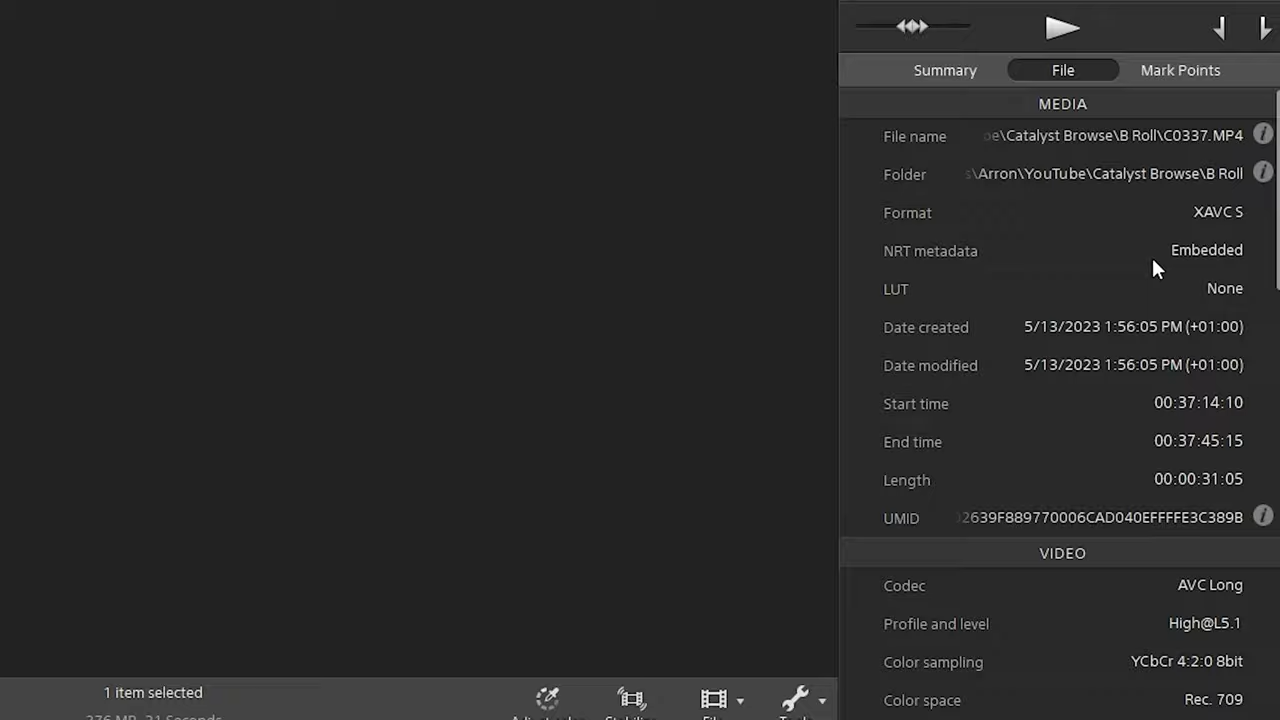 Summary File Mark Points
MEDIA
File name e\Catalyst Browse\B Roll\C0337.MP4
Folder \Arron\YouTube\Catalyst Browse\B Roll
Format XAVC S
NRT metadata Embedded
LUT None
Date created 5/13/2023 1:56:05 PM (+01:00)
Date modified 5/13/2023 1:56:05 PM (+01:00)
Start time 00:37:14:10
End time 00:37:45:15
Length 00:00:31:05
UMID 2639F889770006CAD040EFFFFE3C389B
VIDEO
Codec AVC Long
Profile and level High@L5.1
Color sampling YCbCr 4:2:0 8bit
Color space Rec. 709
1 item selected